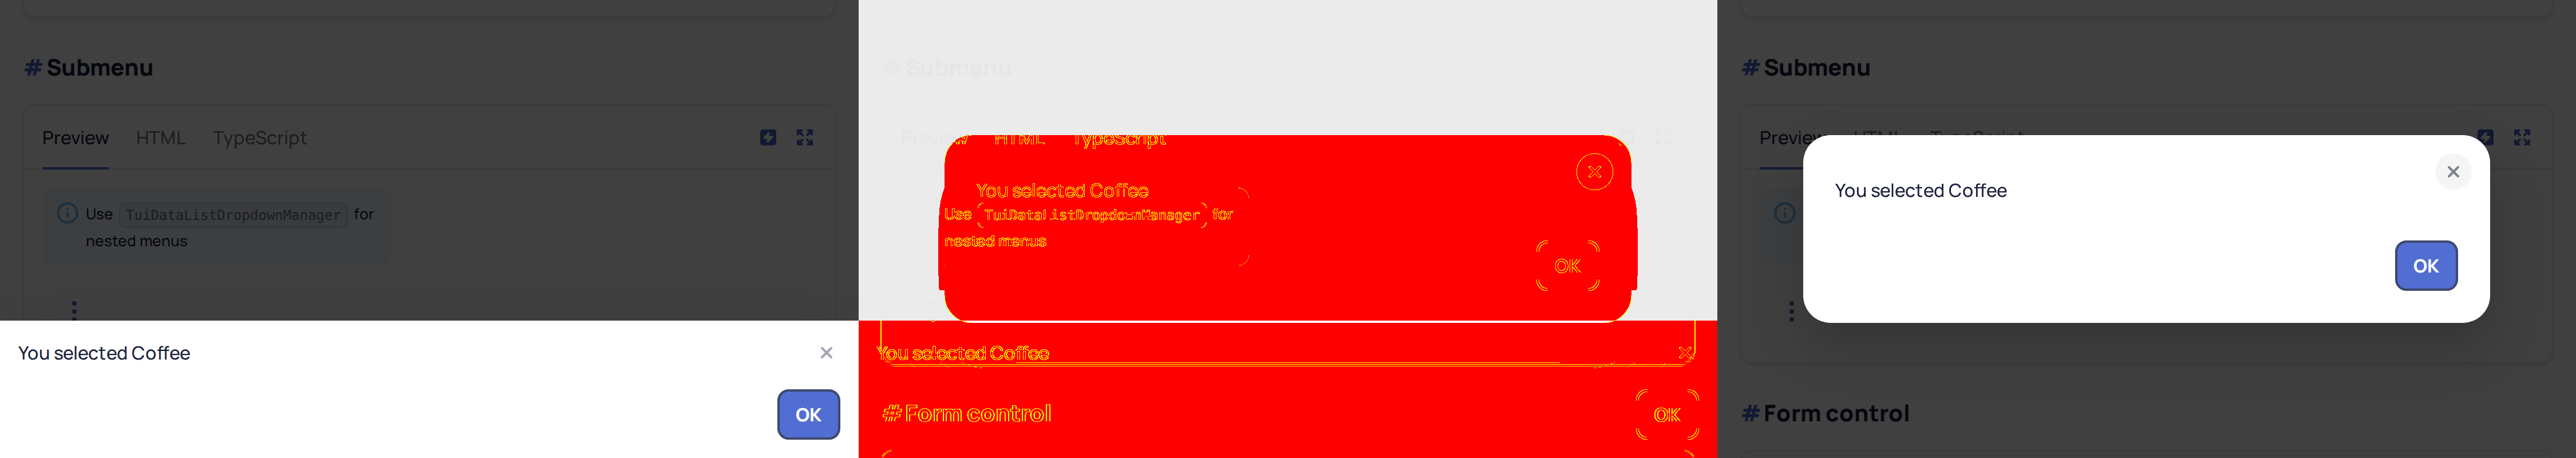 # Submenu
Preview HTML TypeScript
Use TuiDataListDropdownManager for
nested menus
You selected Coffee
OK
# Submenu
Preview HTML TypeScript
You selected Coffee
Use TuiDataListDropdownManager for
nested menus
OK
You selected Coffee
# Form control
OK
# Submenu
Preview HTML TypeScript
You selected Coffee
OK
# Form control